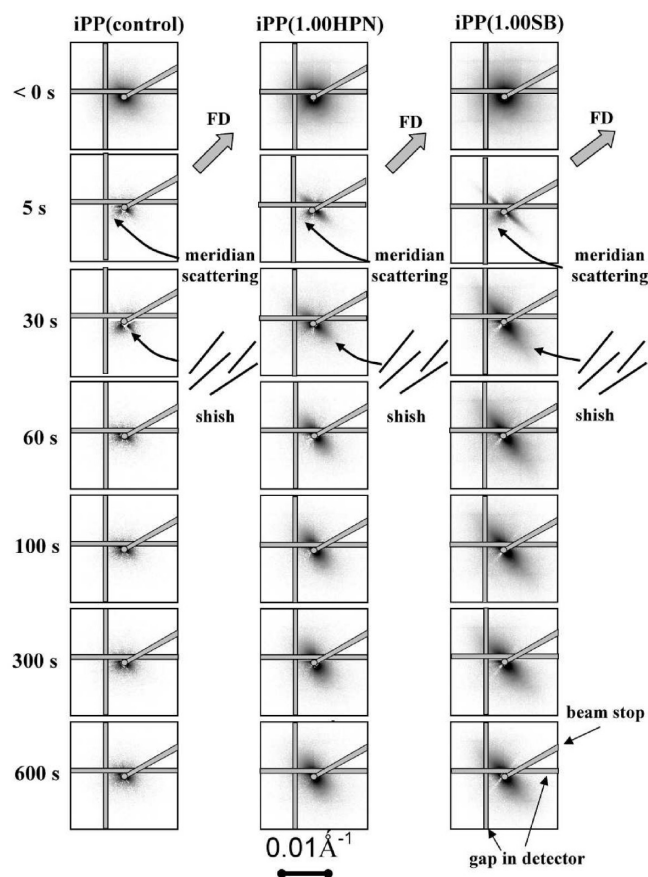 iPP(control) iPP(1.00HPN) iPP(1.00SB)
< 0 s
FD FD FD
5 s
meridian scattering meridian scattering meridian scattering
30 s
shish shish shish
60 s
100 s
300 s
beam stop
600 s
0.01Å-1
gap in detector